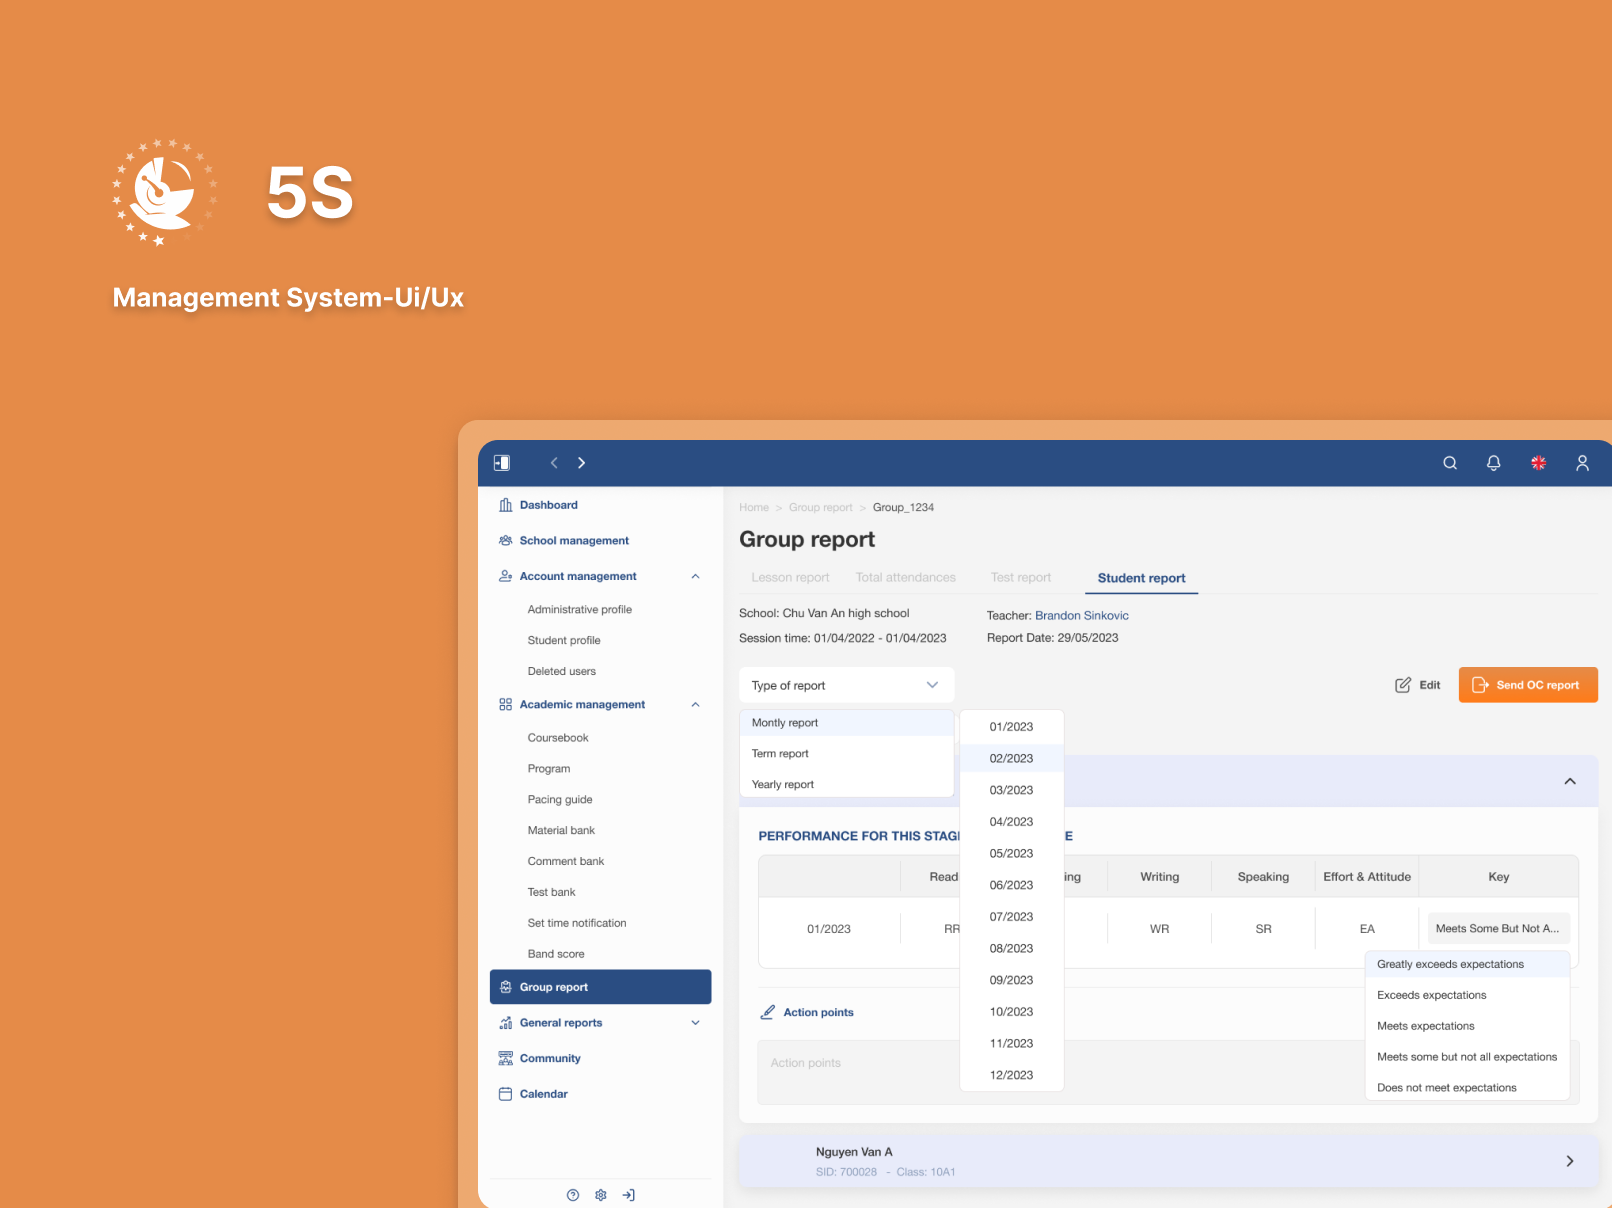 5S
Management System-Ui/Ux
Dashboard
School management
Account management
Administrative profile
Student profile
Deleted users
Academic management
Coursebook
Program
Pacing guide
Material bank
Comment bank
Test bank
Set time notification
Band score
Group report
General reports
Community
Calendar
Home > Group report > Group_1234
Group report
Lesson report Total attendances Test report Student report
School: Chu Van An high school Teacher: Brandon Sinkovic
Session time: 01/04/2022 - 01/04/2023 Report Date: 29/05/2023
Type of report Edit Send OC report
Montly report
Term report
Yearly report
01/2023
02/2023
03/2023
04/2023
05/2023
06/2023
07/2023
08/2023
09/2023
10/2023
11/2023
12/2023
PERFORMANCE FOR THIS STAG E
Read ing Writing Speaking Effort & Attitude Key
01/2023 RR WR SR EA Meets Some But Not A...
Greatly exceeds expectations
Exceeds expectations
Meets expectations
Meets some but not all expectations
Does not meet expectations
Action points
Action points
Nguyen Van A
SID: 700028 - Class: 10A1